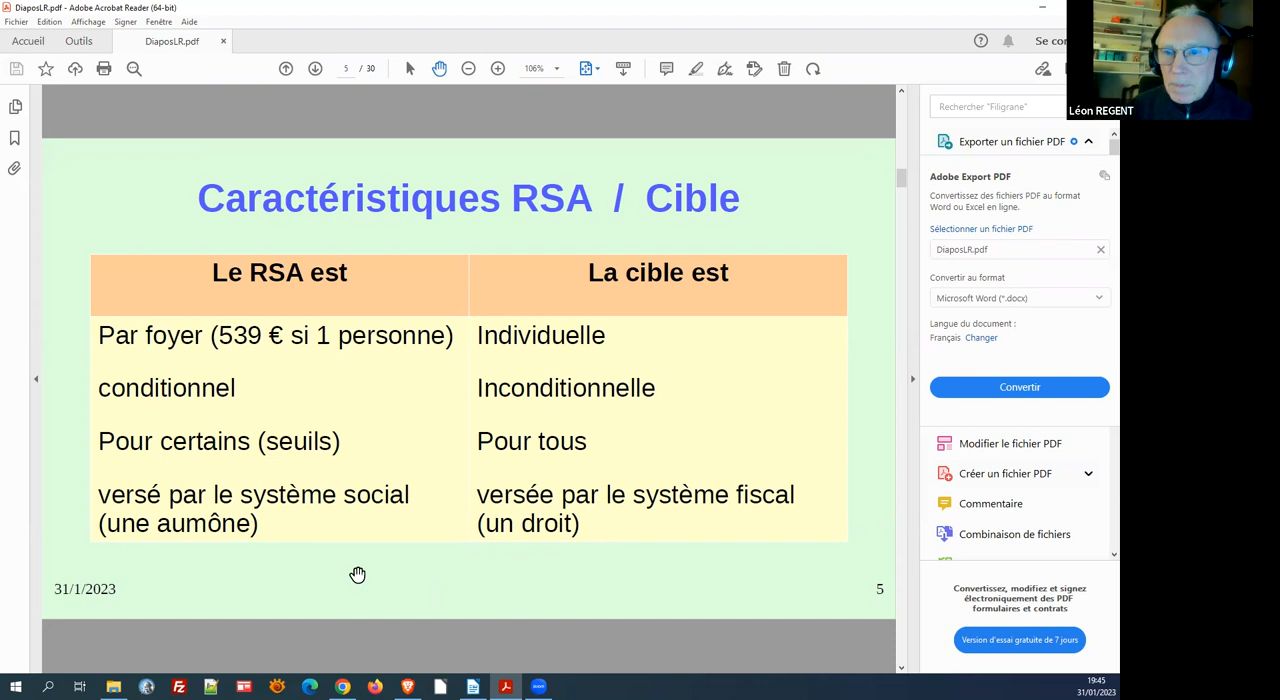 DiaposLR.pdf - Adobe Acrobat Reader (64-bit)
Fichier Edition Affichage Signer Fenêtre Aide
Accueil Outils DiaposLR.pdf × Se con
5 / 30 106%
Léon REGENT
Rechercher "Filigrane"
Exporter un fichier PDF
Adobe Export PDF
Convertissez des fichiers PDF au format
Word ou Excel en ligne.
Sélectionner un fichier PDF
DiaposLR.pdf
Convertir au format
Microsoft Word (*.docx)
Langue du document :
Français Changer
Convertir
Modifier le fichier PDF
Créer un fichier PDF
Commentaire
Combinaison de fichiers
Convertissez, modifiez et signez
électroniquement des PDF
formulaires et contrats
Version d'essai gratuite de 7 jours
Caractéristiques RSA / Cible
Le RSA est
La cible est
Par foyer (539 € si 1 personne)
Individuelle
conditionnel
Inconditionnelle
Pour certains (seuils)
Pour tous
versé par le système social
(une aumône)
versée par le système fiscal
(un droit)
31/1/2023
5
19:45
31/01/2023